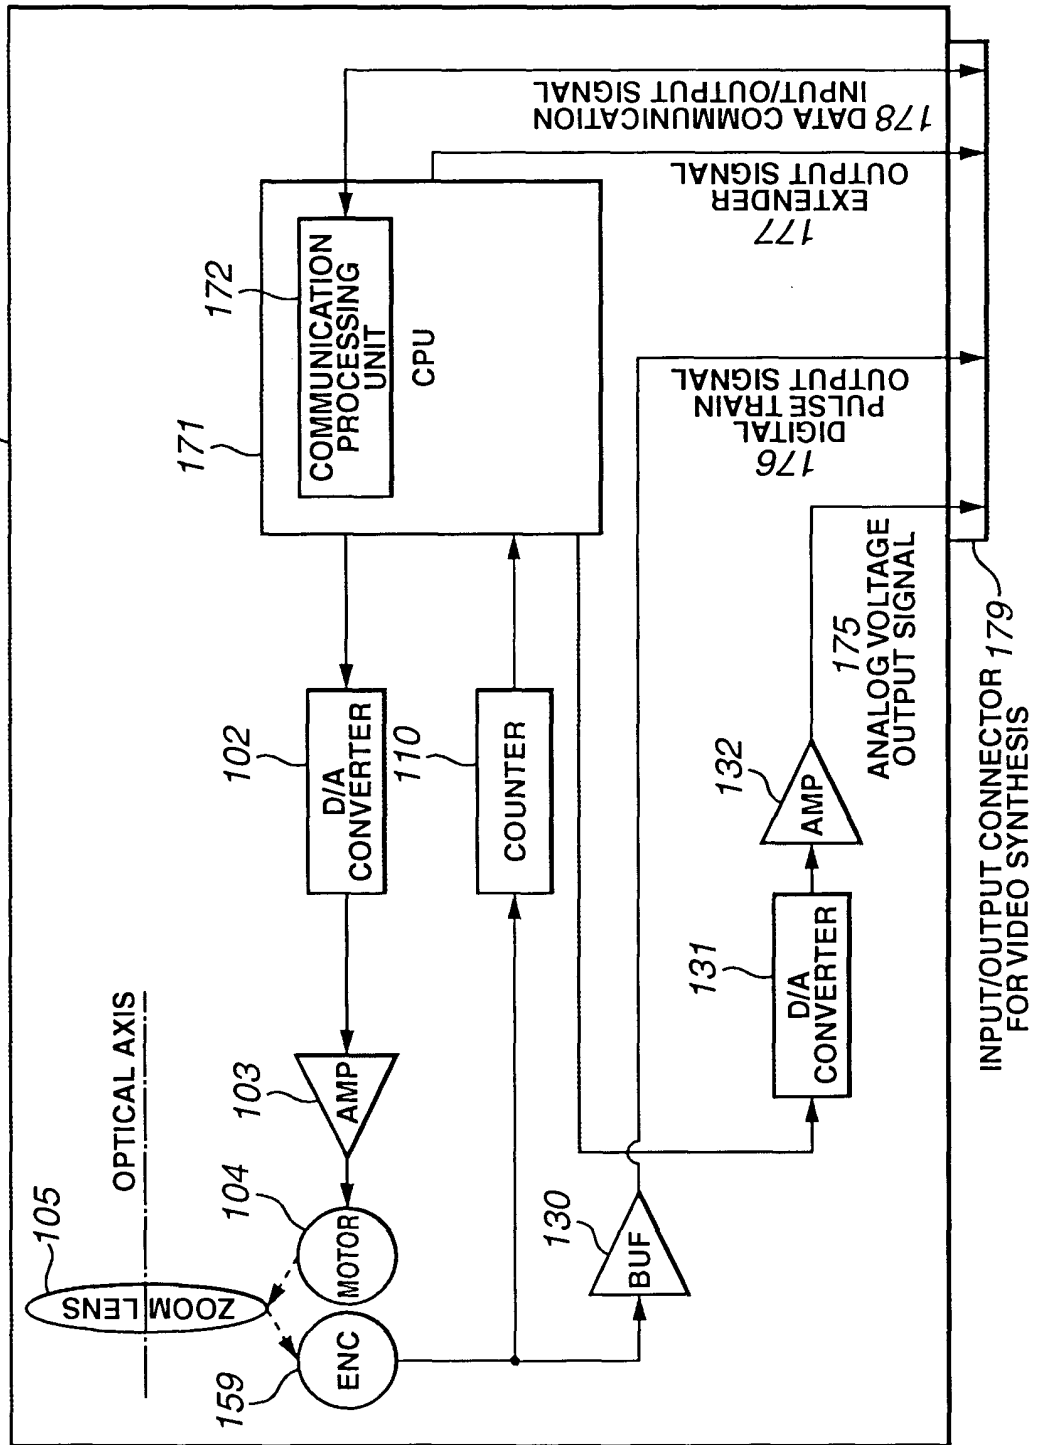 105
ZOOM LENS
OPTICAL AXIS
159
ENC
104
MOTOR
103
AMP
102
D/A
CONVERTER
110
COUNTER
171
172
COMMUNICATION
PROCESSING
UNIT
CPU
130
BUF
131
D/A
CONVERTER
132
AMP
175
ANALOG VOLTAGE
OUTPUT SIGNAL
176
DIGITAL
PULSE TRAIN
OUTPUT SIGNAL
177
EXTENDER
OUTPUT SIGNAL
178 DATA COMMUNICATION
INPUT/OUTPUT SIGNAL
INPUT/OUTPUT CONNECTOR 179
FOR VIDEO SYNTHESIS